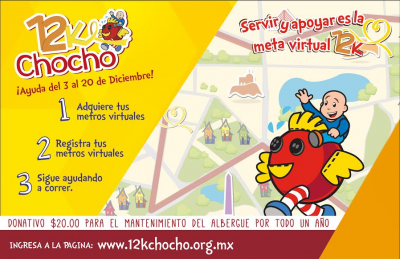 12k
Chocho
¡Ayuda del 3 al 20 de Diciembre!
1 Adquiere tus
metros virtuales
2 Registra tu
metros virtuales
3 Sigue ayudando
a correr.
Servir y apoyar es la
meta virtual 12K
DONATIVO $20.00 PARA EL MANTENIMIENTO DEL ALBERGUE POR TODO UN AÑO
INGRESA A LA PAGINA: www.12kchocho.org.mx